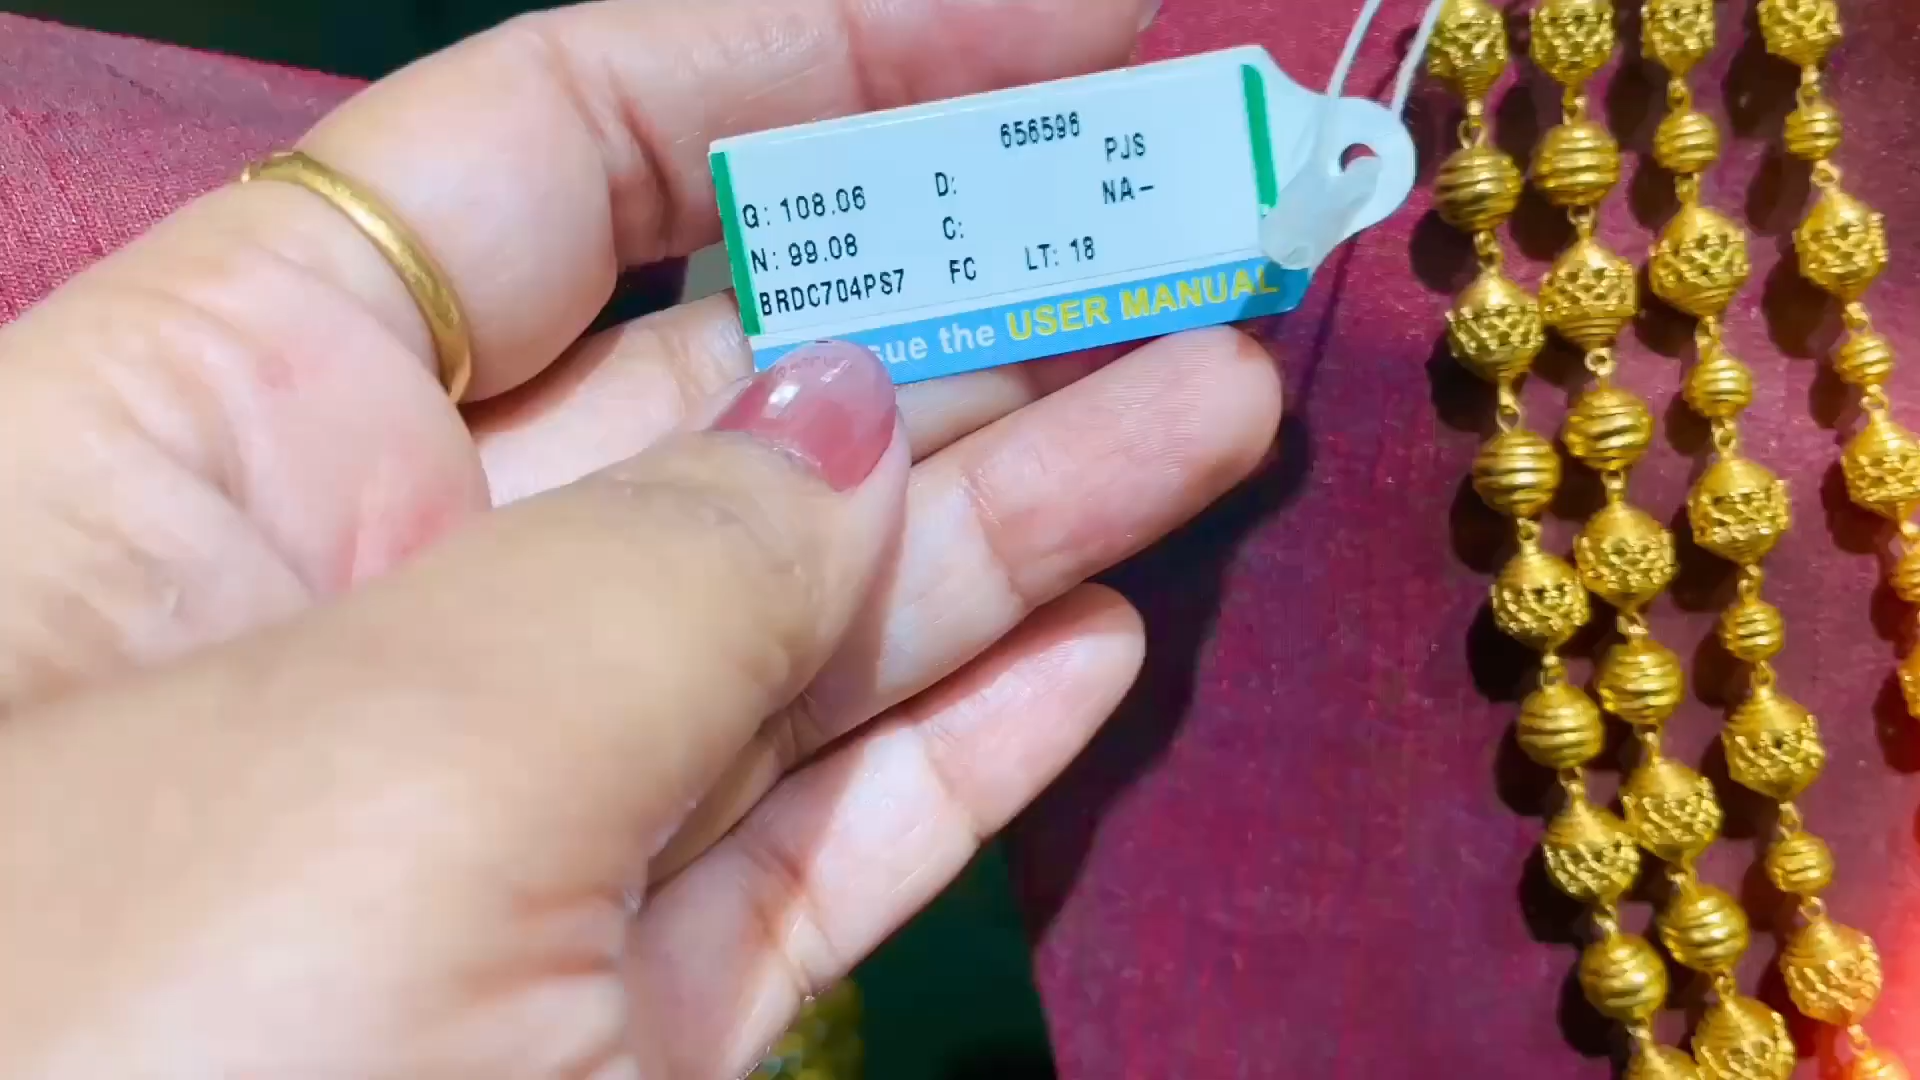 656596
PJS
G: 108.06 D: NA-
N: 99.08 C:
BRDC704PS7 FC LT: 18
sue the USER MANUAL